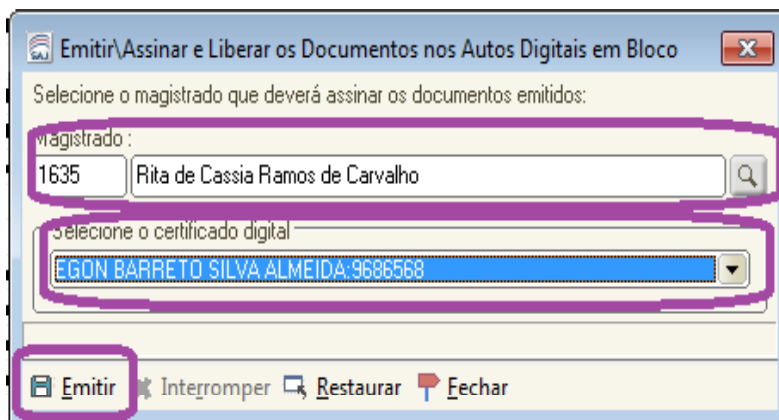 Emitir\Assinar e Liberar os Documentos nos Autos Digitais em Bloco
Selecione o magistrado que deverá assinar os documentos emitidos:
Magistrado :
1635 Rita de Cassia Ramos de Carvalho
Selecione o certificado digital
EGON BARRETO SILVA ALMEIDA:9686568
Emitir Interromper Restaurar Fechar